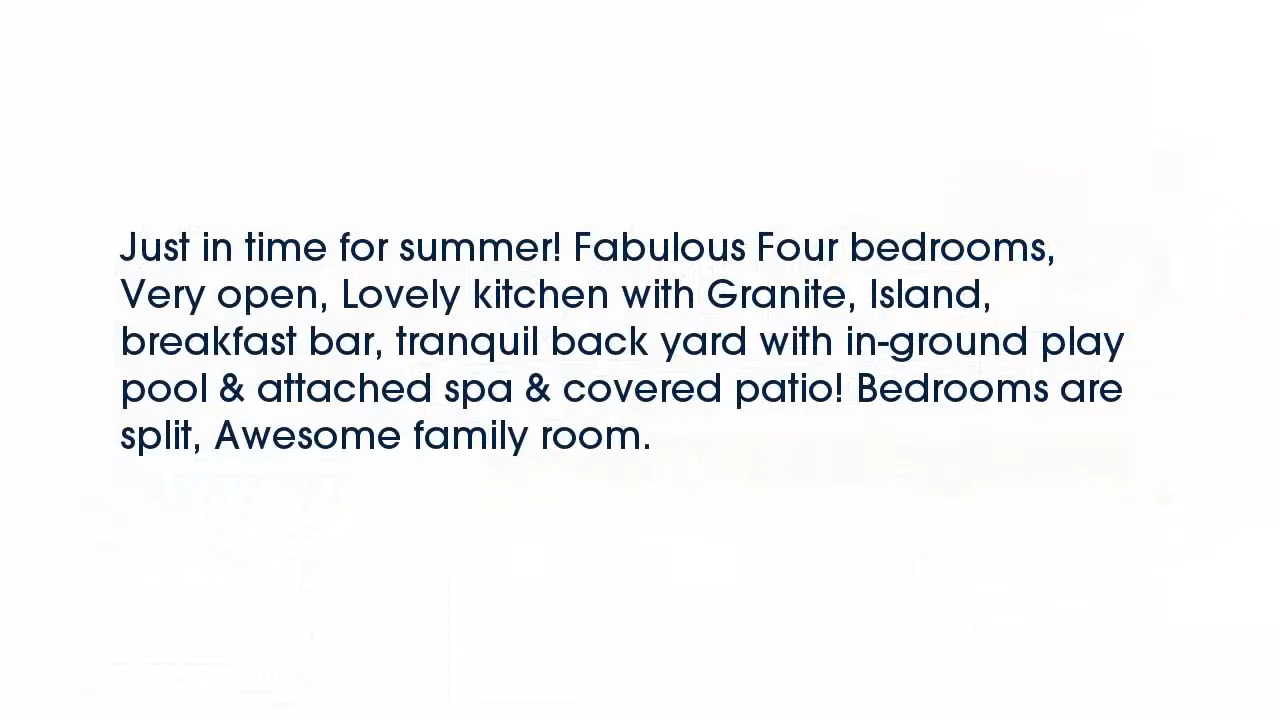 Just in time for summer! Fabulous Four bedrooms,
Very open, Lovely kitchen with Granite, Island,
breakfast bar, tranquil back yard with in-ground play
pool & attached spa & covered patio! Bedrooms are
split, Awesome family room.